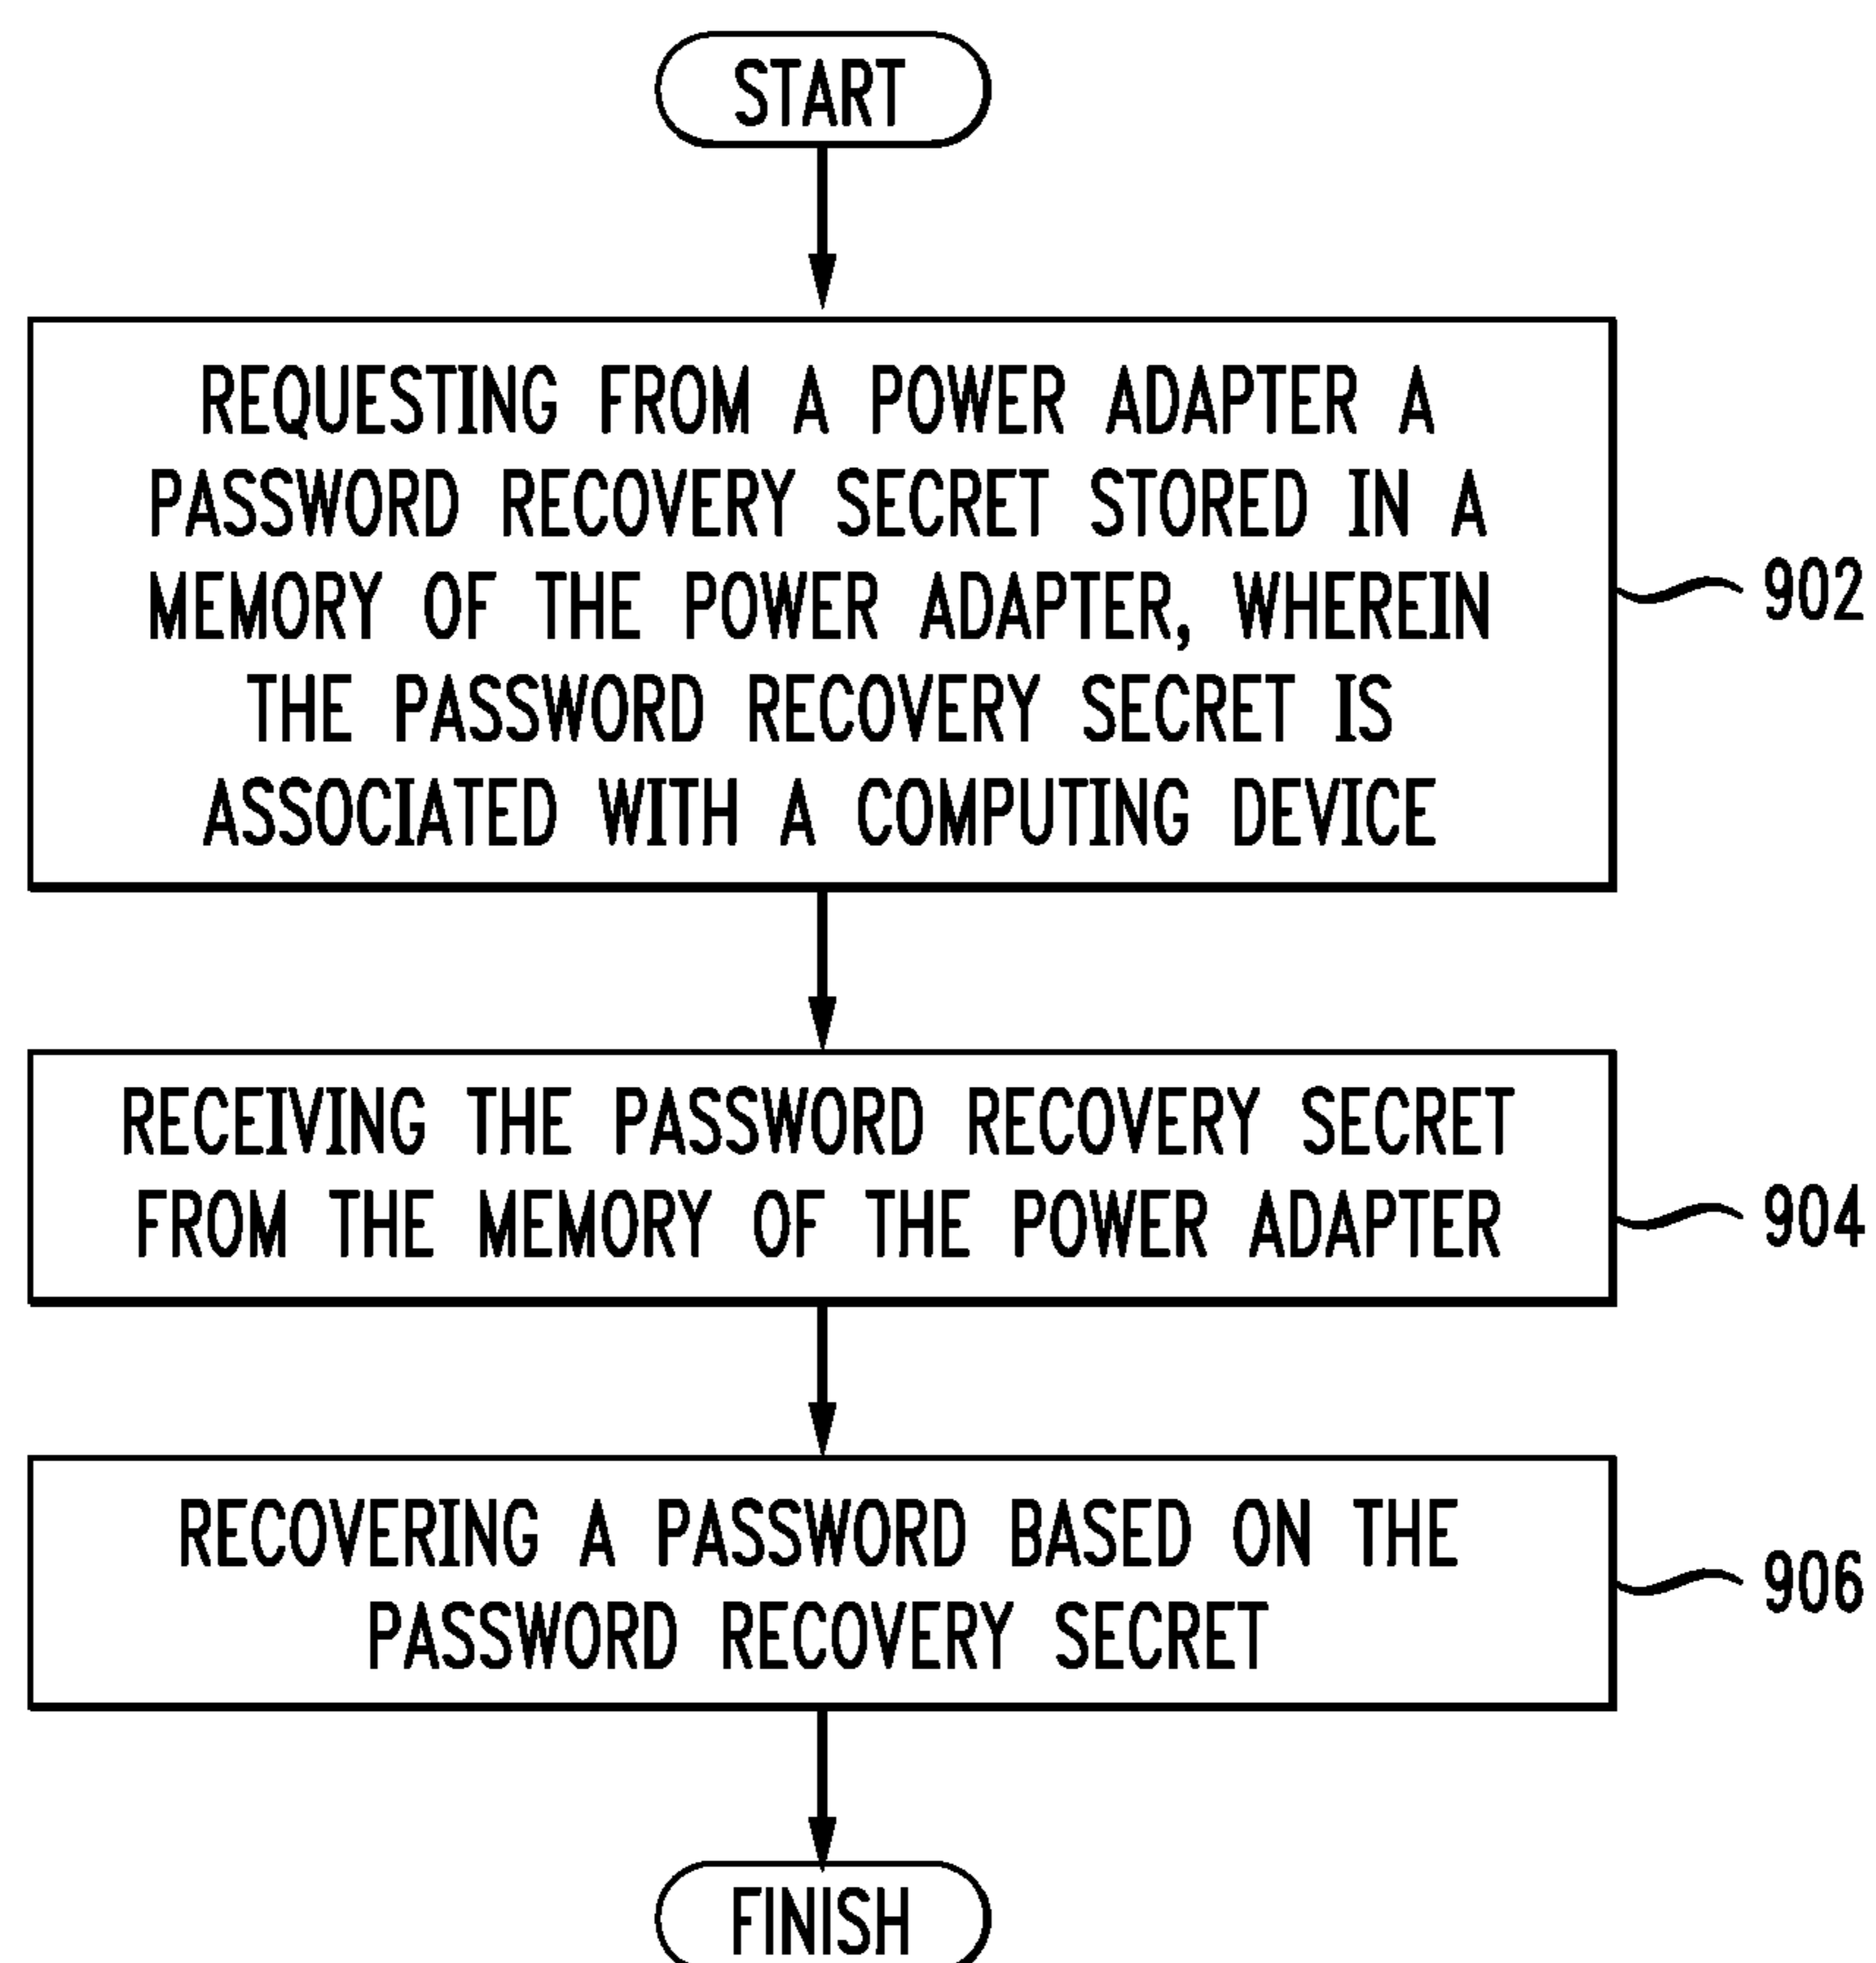 START
REQUESTING FROM A POWER ADAPTER A
PASSWORD RECOVERY SECRET STORED IN A
MEMORY OF THE POWER ADAPTER, WHEREIN
THE PASSWORD RECOVERY SECRET IS
ASSOCIATED WITH A COMPUTING DEVICE
902
RECEIVING THE PASSWORD RECOVERY SECRET
FROM THE MEMORY OF THE POWER ADAPTER
904
RECOVERING A PASSWORD BASED ON THE
PASSWORD RECOVERY SECRET
906
FINISH